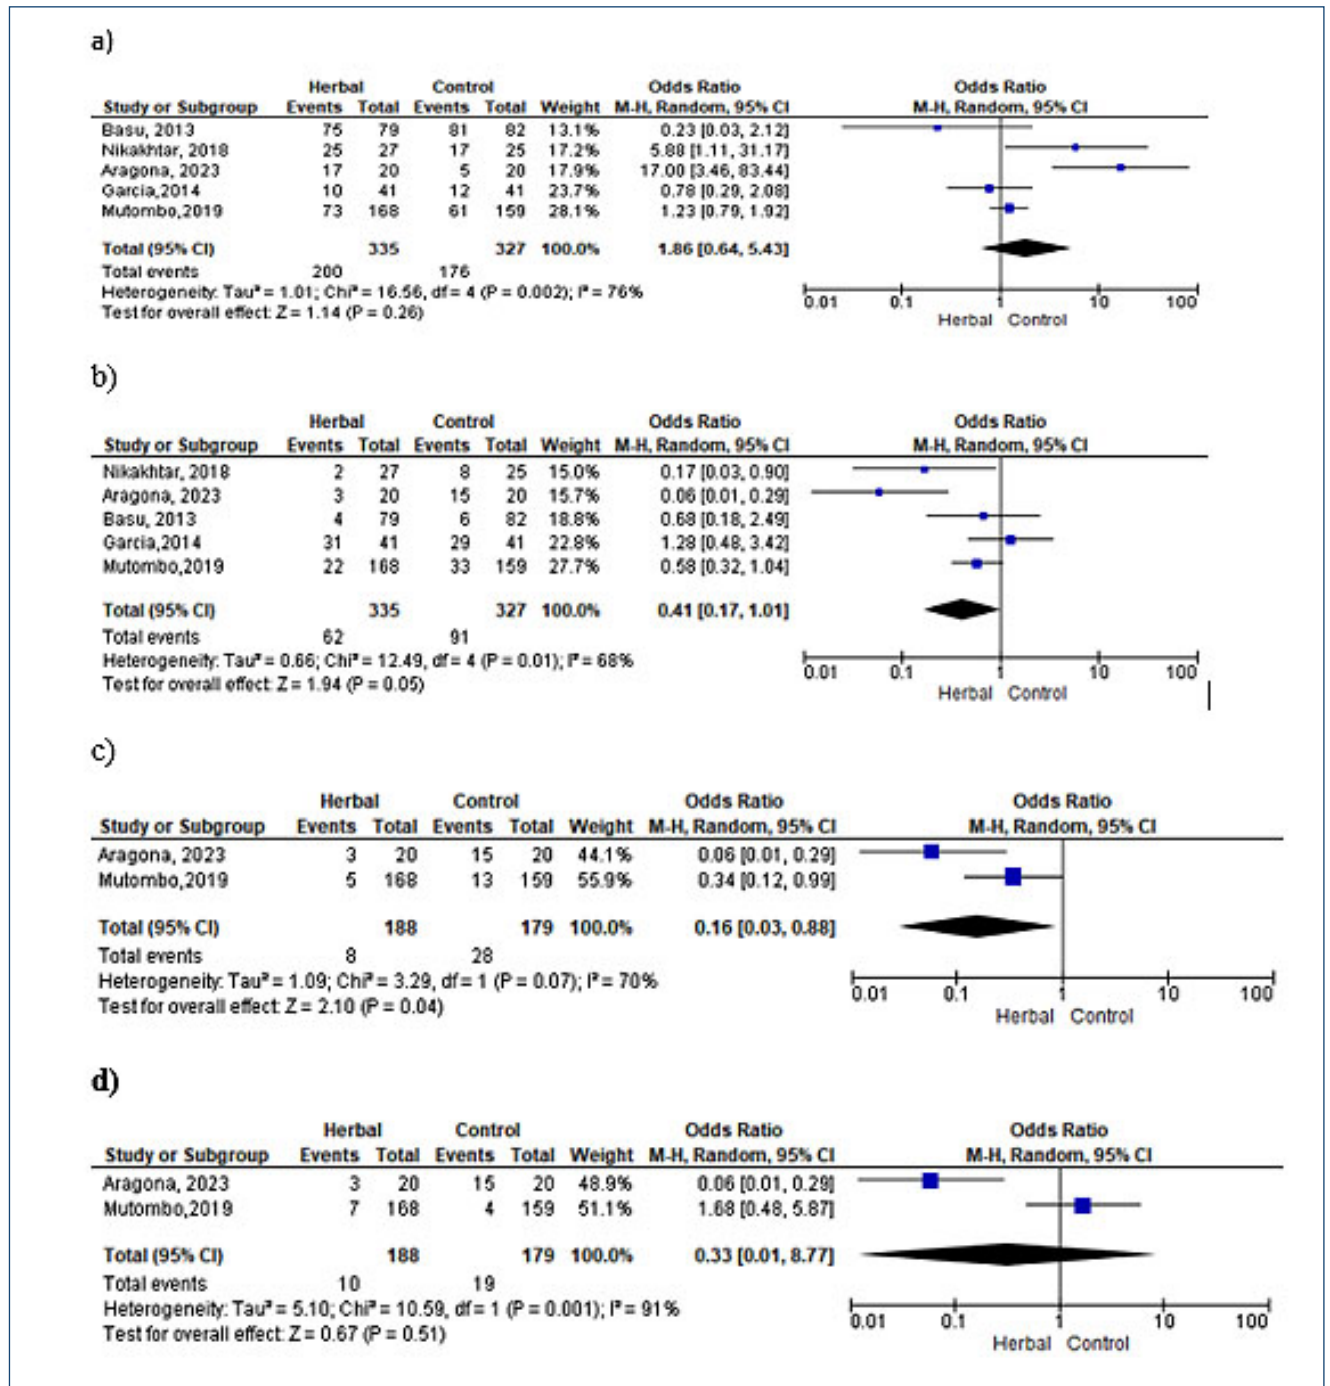 a)
Herbal Control Odds Ratio Odds Ratio
Study or Subgroup Events Total Events Total Weight M-H, Random, 95% CI M-H, Random, 95% CI
Basu, 2013 75 79 81 82 13.1% 0.23 [0.03, 2.12]
Nikakhtar, 2018 25 27 17 25 17.2% 5.88 [1.11, 31.17]
Aragona, 2023 17 20 5 20 17.9% 17.00 [3.46, 83.44]
Garcia,2014 10 41 12 41 23.7% 0.78 [0.29, 2.08]
Mutombo,2019 73 168 61 159 28.1% 1.23 [0.79, 1.92]
Total (95% CI) 335 327 100.0% 1.86 [0.64, 5.43]
Total events 200 176
Heterogeneity: Tau² = 1.01; Chi² = 16.56, df = 4 (P = 0.002); I² = 76%
Test for overall effect: Z = 1.14 (P = 0.26)
0.01 0.1 1 10 100
Herbal Control
b)
Herbal Control Odds Ratio Odds Ratio
Study or Subgroup Events Total Events Total Weight M-H, Random, 95% CI M-H, Random, 95% CI
Nikakhtar, 2018 2 27 8 25 15.0% 0.17 [0.03, 0.90]
Aragona, 2023 3 20 15 20 15.7% 0.06 [0.01, 0.29]
Basu, 2013 4 79 6 82 18.8% 0.68 [0.18, 2.49]
Garcia,2014 31 41 29 41 22.8% 1.28 [0.48, 3.42]
Mutombo,2019 22 168 33 159 27.7% 0.58 [0.32, 1.04]
Total (95% CI) 335 327 100.0% 0.41 [0.17, 1.01]
Total events 62 91
Heterogeneity: Tau² = 0.66; Chi² = 12.49, df = 4 (P = 0.01); I² = 68%
Test for overall effect: Z = 1.94 (P = 0.05)
0.01 0.1 1 10 100
Herbal Control
c)
Herbal Control Odds Ratio Odds Ratio
Study or Subgroup Events Total Events Total Weight M-H, Random, 95% CI M-H, Random, 95% CI
Aragona, 2023 3 20 15 20 44.1% 0.06 [0.01, 0.29]
Mutombo,2019 5 168 13 159 55.9% 0.34 [0.12, 0.99]
Total (95% CI) 188 179 100.0% 0.16 [0.03, 0.88]
Total events 8 28
Heterogeneity: Tau² = 1.09; Chi² = 3.29, df = 1 (P = 0.07); I² = 70%
Test for overall effect: Z = 2.10 (P = 0.04)
0.01 0.1 1 10 100
Herbal Control
d)
Herbal Control Odds Ratio Odds Ratio
Study or Subgroup Events Total Events Total Weight M-H, Random, 95% CI M-H, Random, 95% CI
Aragona, 2023 3 20 15 20 48.9% 0.06 [0.01, 0.29]
Mutombo,2019 7 168 4 159 51.1% 1.68 [0.48, 5.87]
Total (95% CI) 188 179 100.0% 0.33 [0.01, 8.77]
Total events 10 19
Heterogeneity: Tau² = 5.10; Chi² = 10.59, df = 1 (P = 0.001); I² = 91%
Test for overall effect: Z = 0.67 (P = 0.51)
0.01 0.1 1 10 100
Herbal Control